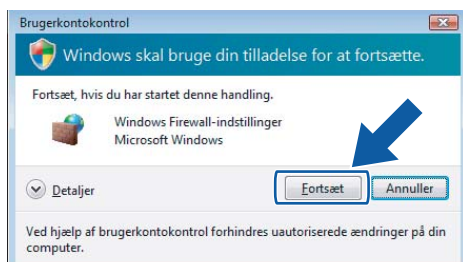 Brugerkontokontrol
Windows skal bruge din tilladelse for at fortsætte.
Fortsæt, hvis du har startet denne handling.
Windows Firewall-indstillinger
Microsoft Windows
Detaljer
Fortsæt
Annuller
Ved hjælp af brugerkontokontrol forhindres uautoriserede ændringer på din
computer.